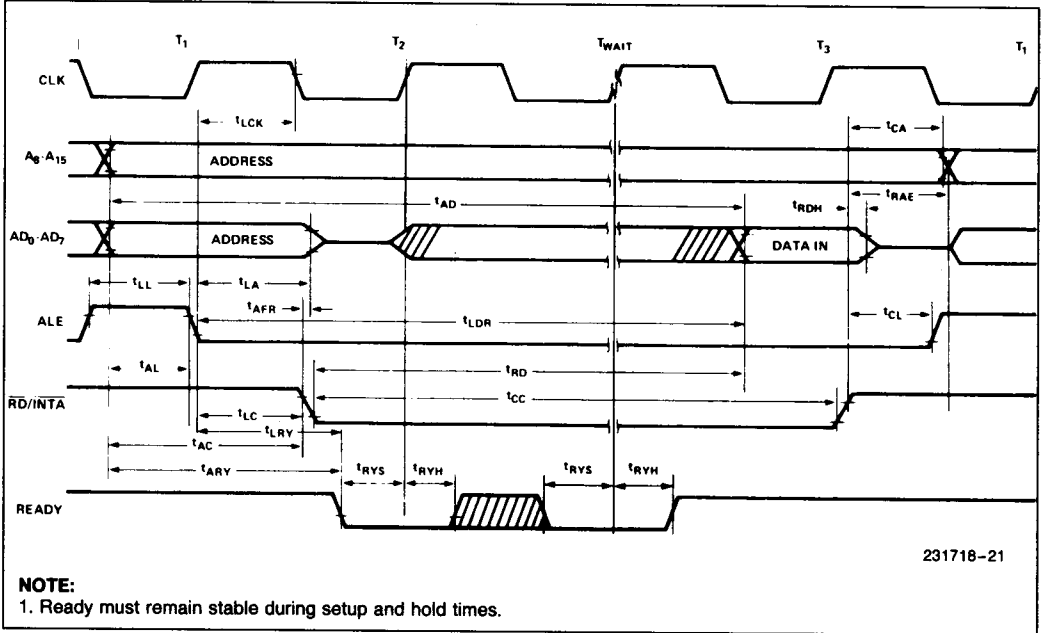 T1 T2 TWAIT T3 T1
CLK
tLCK tCA
A8-A15 ADDRESS
tAD tRDH tRAE
AD0-AD7 ADDRESS DATA IN
tLL tLA
tAFR
ALE tLDR tCL
tAL tRD
RD/INTA tCC
tLC
tLRY
tAC
tARY tRYS tRYH tRYS tRYH
READY
231718-21
NOTE:
1. Ready must remain stable during setup and hold times.